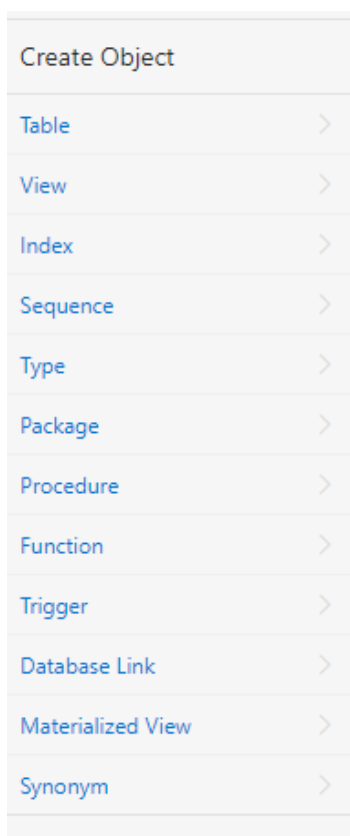 Create Object
Table
View
Index
Sequence
Type
Package
Procedure
Function
Trigger
Database Link
Materialized View
Synonym